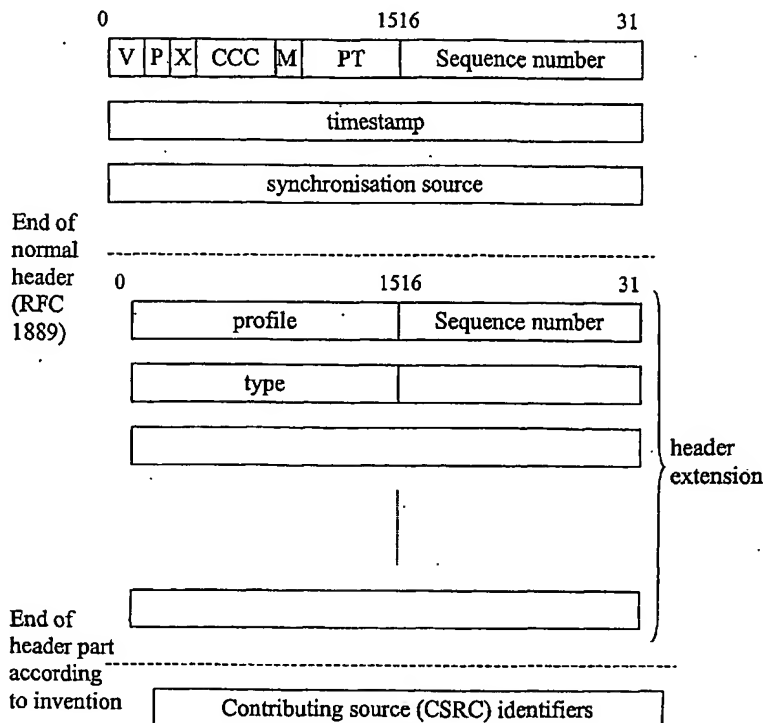 0 1516 31
V P X CCC M PT Sequence number
timestamp
synchronisation source
End of
normal
header
(RFC
1889)
0 1516 31
profile Sequence number
type
header
extension
End of
header part
according
to invention
Contributing source (CSRC) identifiers